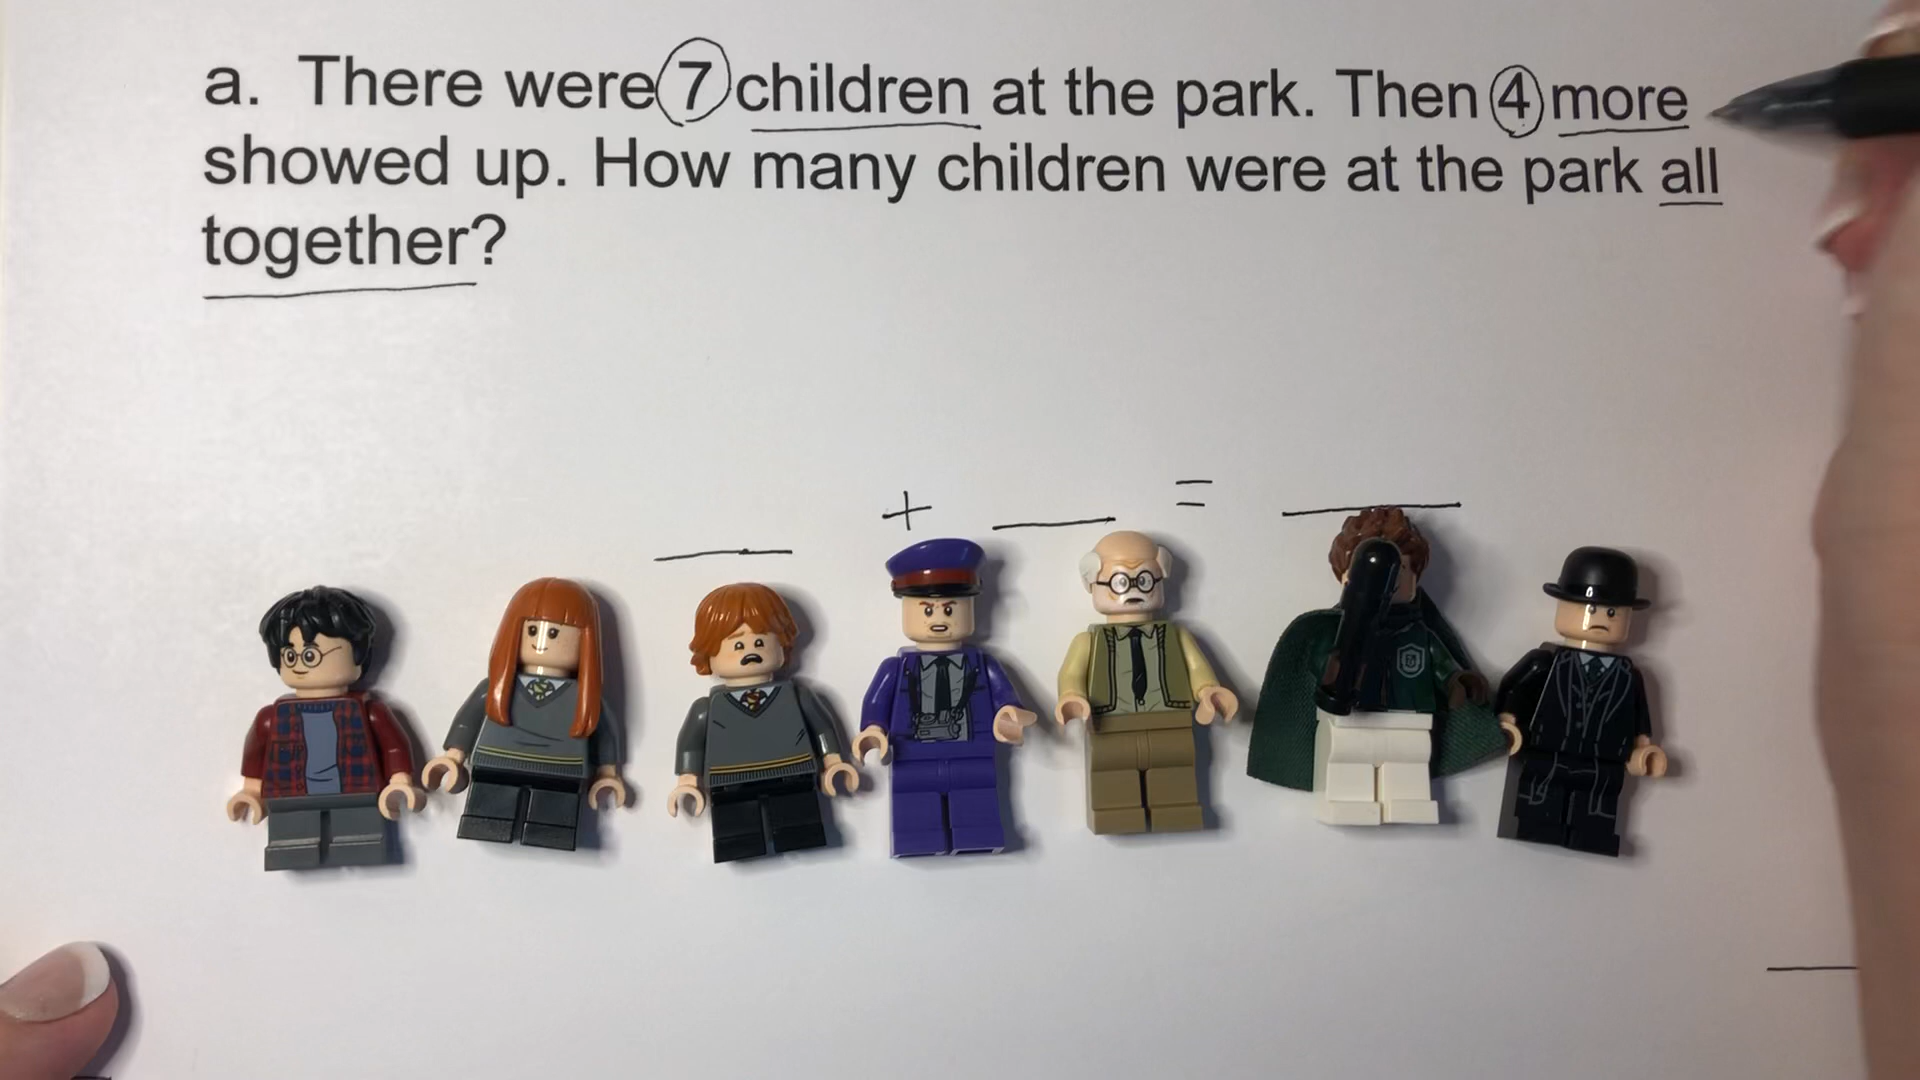 a. There were 7 children at the park. Then 4 more
showed up. How many children were at the park all
together?
+ =